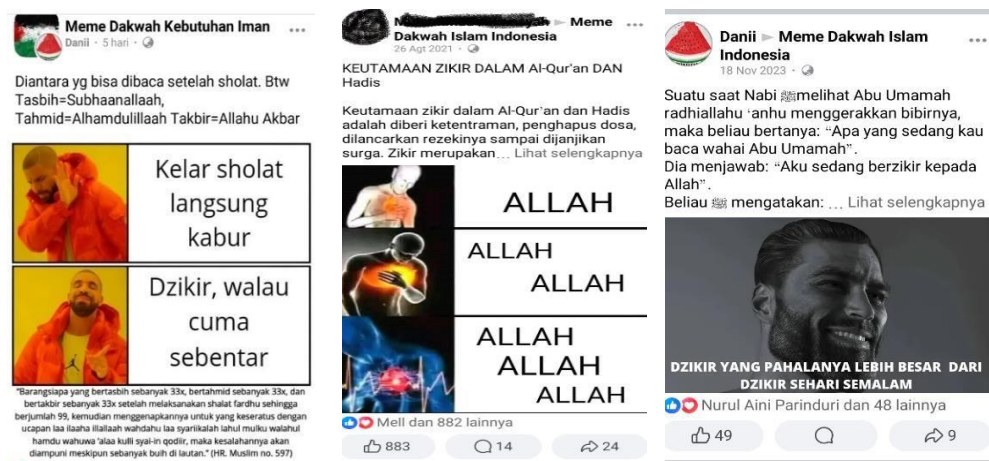 Meme Dakwah Kebutuhan Iman
Danii · 5 hari ·
Diantara yg bisa dibaca setelah sholat. Btw
Tasbih=Subhaanallaah,
Tahmid=Alhamdulillaah Takbir=Allahu Akbar
Kelar sholat
langsung
kabur
Dzikir, walau
cuma
sebentar
"Barangsiapa yang bertasbih sebanyak 33x, bertahmid sebanyak 33x, dan
bertakbir sebanyak 33x setelah melaksanakan shalat fardhu sehingga
berjumlah 99, kemudian menggenapkannya untuk yang keseratus dengan
ucapan laa ilaaha illallaah wahdahu laa syariikalah lahul mulku walahul
hamdu wahuwa 'alaa kulli syai-in qodiir, maka kesalahannya akan
diampuni meskipun sebanyak buih di lautan." (HR. Muslim no. 597)
Meme
Dakwah Islam Indonesia
26 Agt 2021 ·
KEUTAMAAN ZIKIR DALAM Al-Qur'an DAN
Hadis
Keutamaan zikir dalam Al-Qur'an dan Hadis
adalah diberi ketentraman, penghapus dosa,
dilancarkan rezekinya sampai dijanjikan
surga. Zikir merupakan... Lihat selengkapnya
ALLAH
ALLAH
ALLAH
ALLAH
ALLAH
ALLAH
Mell dan 882 lainnya
883 14 24
Danii ▸ Meme Dakwah Islam
Indonesia
18 Nov 2023 ·
Suatu saat Nabi ﷺmelihat Abu Umamah
radhiallahu 'anhu menggerakkan bibirnya,
maka beliau bertanya: "Apa yang sedang kau
baca wahai Abu Umamah".
Dia menjawab: "Aku sedang berzikir kepada
Allah".
Beliau ﷺ mengatakan: ... Lihat selengkapnya
DZIKIR YANG PAHALANYA LEBIH BESAR DARI
DZIKIR SEHARI SEMALAM
Nurul Aini Parinduri dan 48 lainnya
49 9